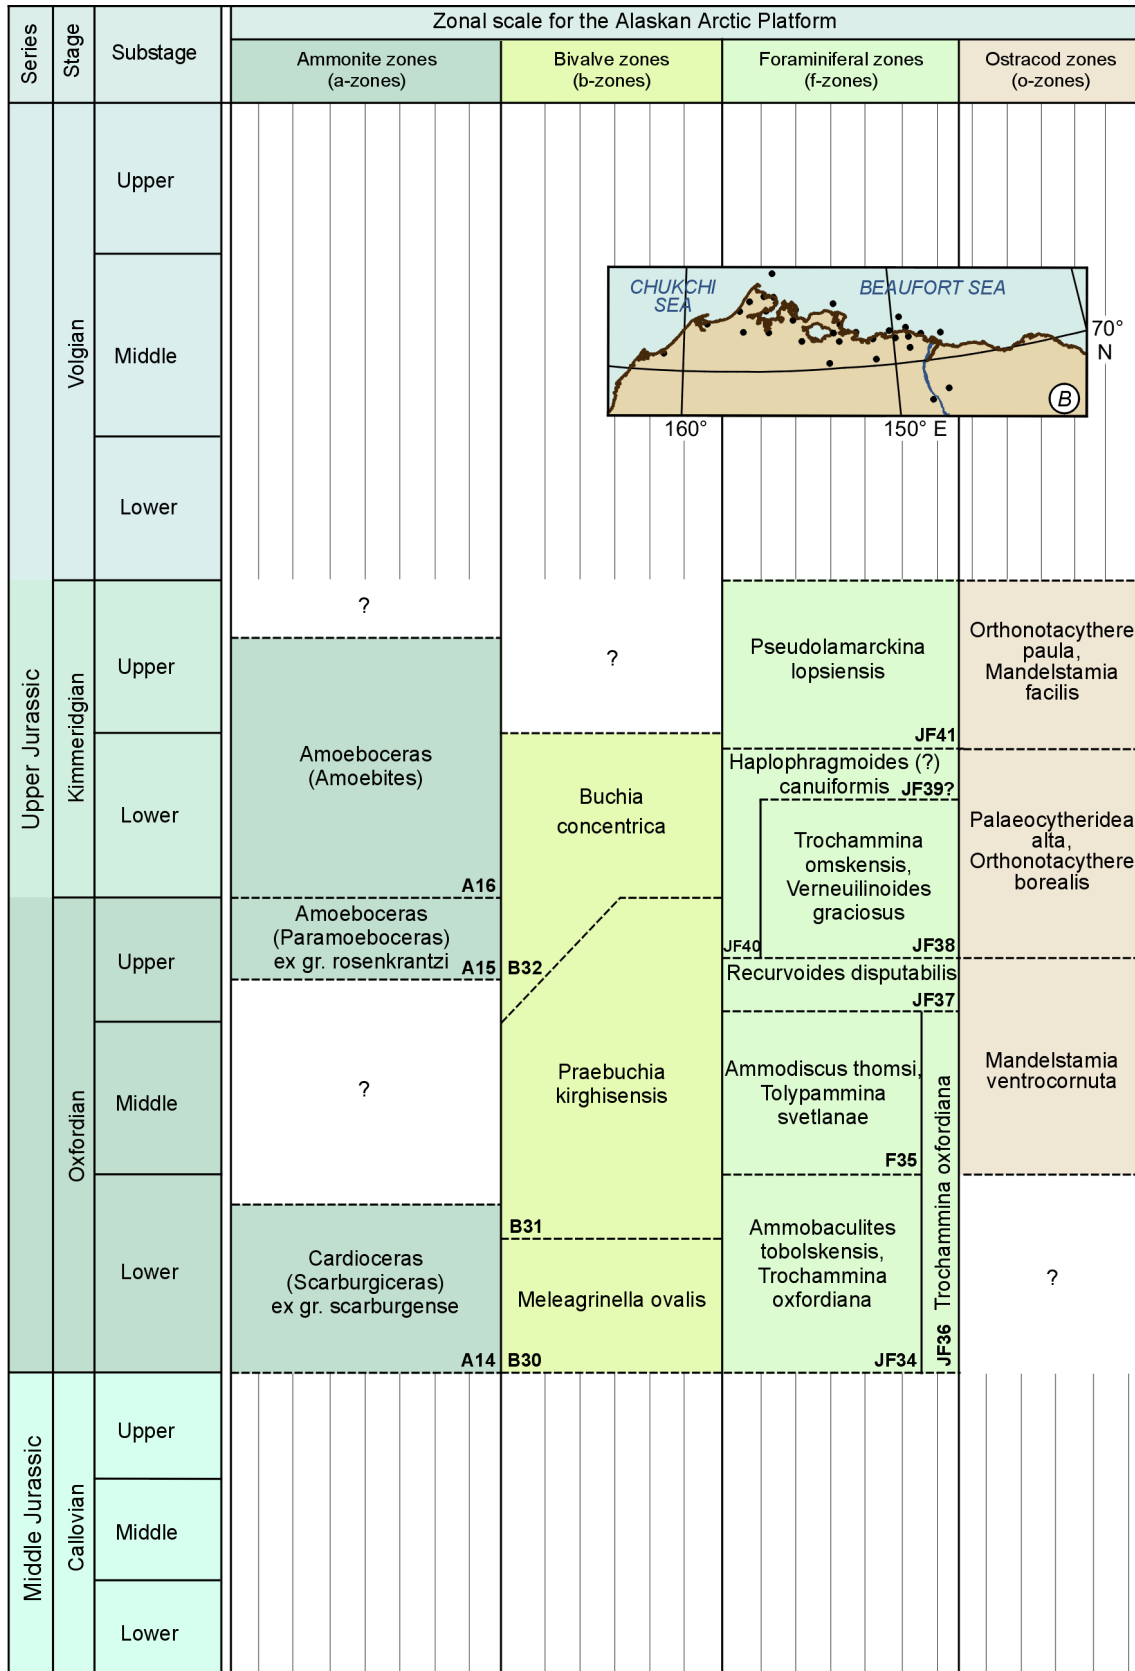 Zonal scale for the Alaskan Arctic Platform
Series
Stage
Substage
Ammonite zones
(a-zones)
Bivalve zones
(b-zones)
Foraminiferal zones
(f-zones)
Ostracod zones
(o-zones)
Upper
Volgian
Middle
Lower
CHUKCHI
SEA
BEAUFORT SEA
70°
N
B
160°
150° E
Upper Jurassic
Kimmeridgian
Upper
Lower
Oxfordian
Upper
Middle
Lower
?
Amoeboceras
(Amoebites)
A16
Amoeboceras
(Paramoeboceras)
ex gr. rosenkrantzi
A15
?
Cardioceras
(Scarburgiceras)
ex gr. scarburgense
A14
?
Buchia
concentrica
B32
Praebuchia
kirghisensis
B31
Meleagrinella ovalis
B30
Pseudolamarckina
lopsiensis
JF41
Haplophragmoides (?)
canuiformis JF39?
Trochammina
omskensis,
Verneuilinoides
graciosus
JF40
JF38
Recurvoides disputabilis
JF37
Ammodiscus thomsi,
Tolypammina
svetlanae
F35
Ammobaculites
tobolskensis,
Trochammina
oxfordiana
JF34
JF36 Trochammina oxfordiana
Orthonotacythere
paula,
Mandelstamia
facilis
Palaeocytheridea
alta,
Orthonotacythere
borealis
Mandelstamia
ventrocornuta
?
Middle Jurassic
Callovian
Upper
Middle
Lower